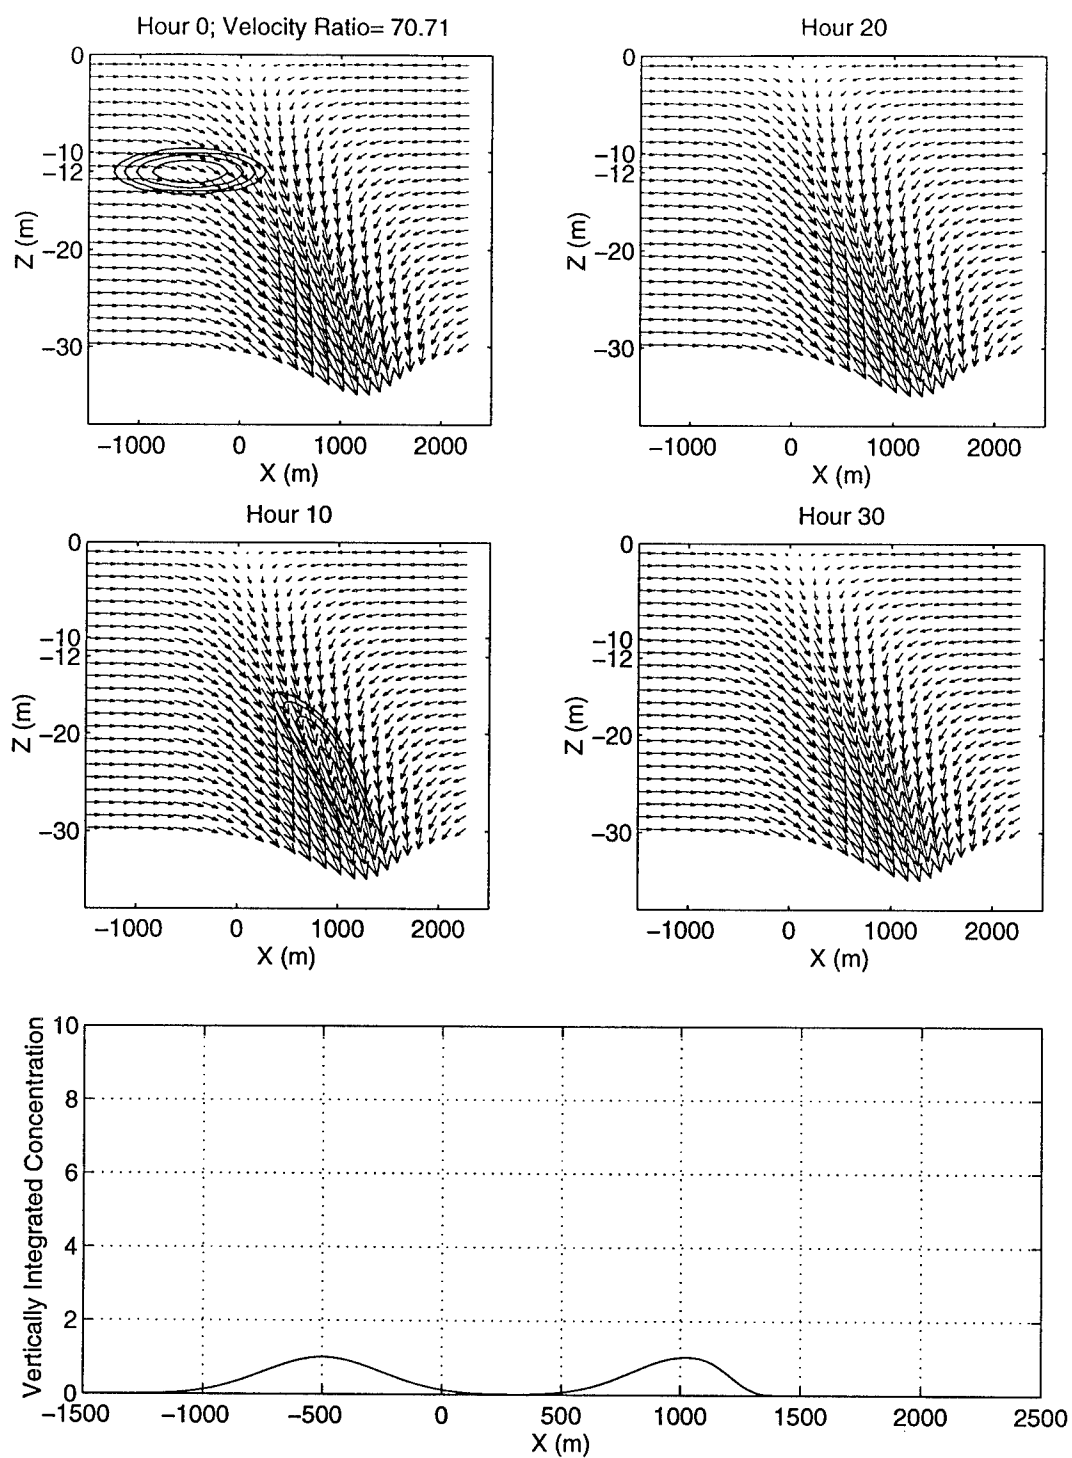 Hour 0; Velocity Ratio= 70.71
0
−10
−12
−20
−30
Z (m)
−1000 0 1000 2000
X (m)
Hour 20
0
−10
−12
−20
−30
Z (m)
−1000 0 1000 2000
X (m)
Hour 10
0
−10
−12
−20
−30
Z (m)
−1000 0 1000 2000
X (m)
Hour 30
0
−10
−12
−20
−30
Z (m)
−1000 0 1000 2000
X (m)
Vertically Integrated Concentration
10
8
6
4
2
0
−1500 −1000 −500 0 500 1000 1500 2000 2500
X (m)